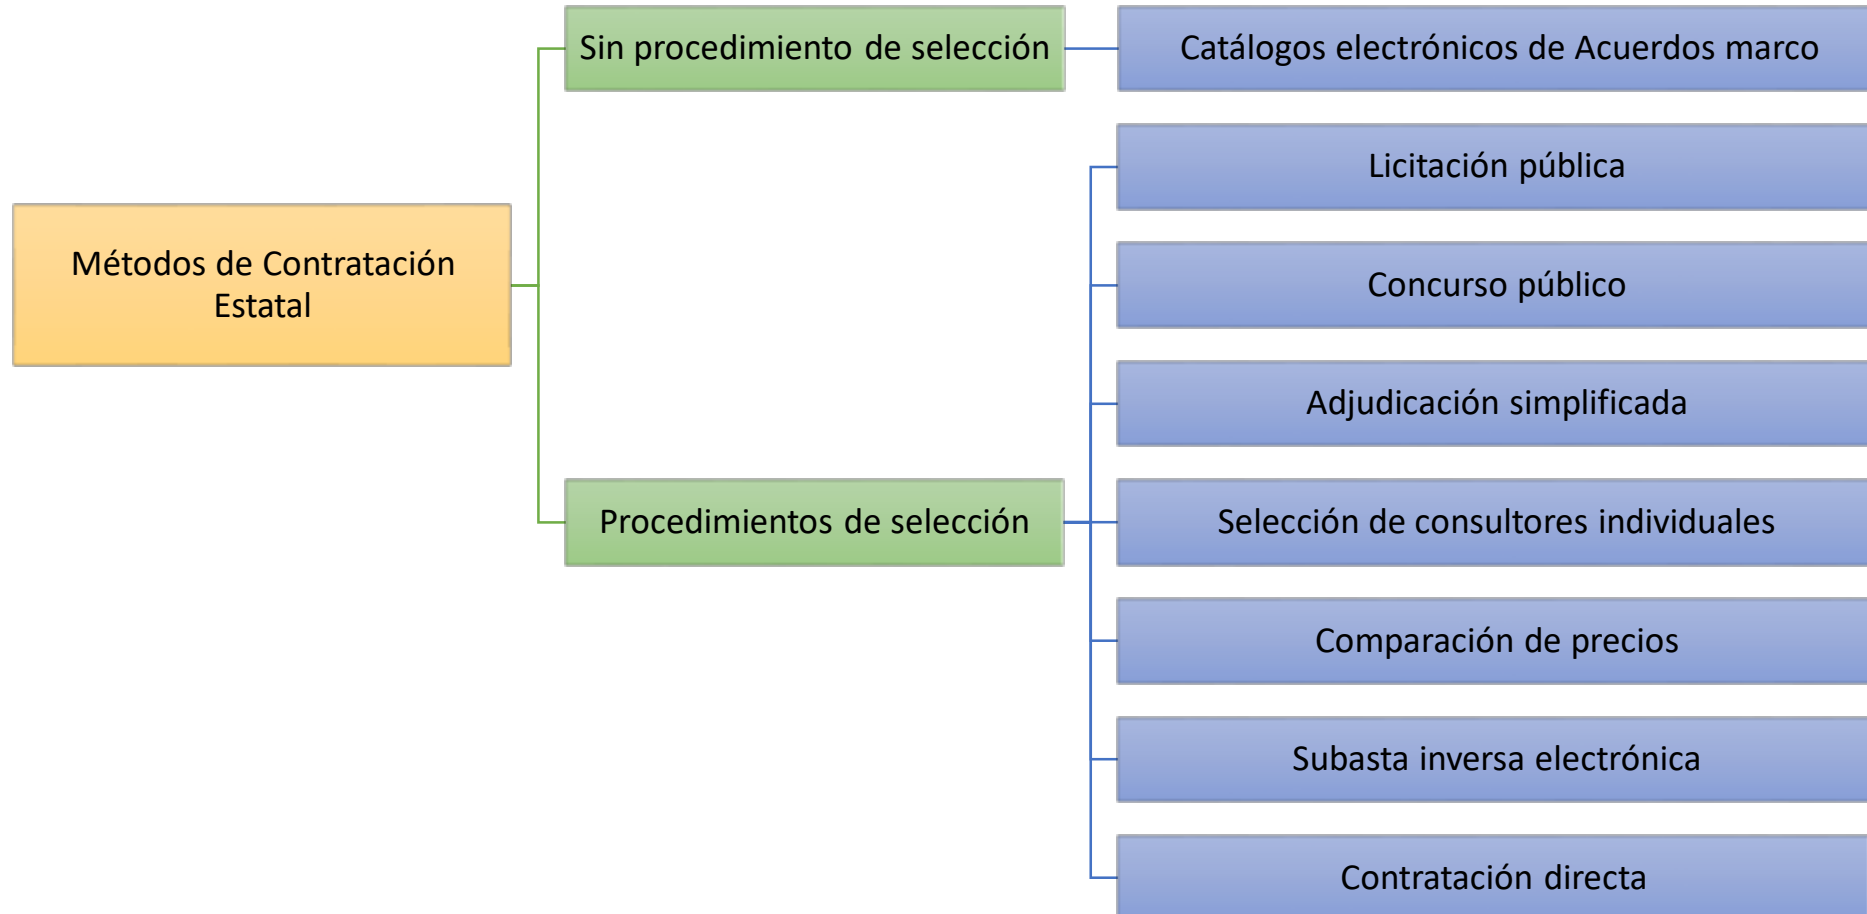 Métodos de Contratación
Estatal
Sin procedimiento de selección
Catálogos electrónicos de Acuerdos marco
Procedimientos de selección
Licitación pública
Concurso público
Adjudicación simplificada
Selección de consultores individuales
Comparación de precios
Subasta inversa electrónica
Contratación directa